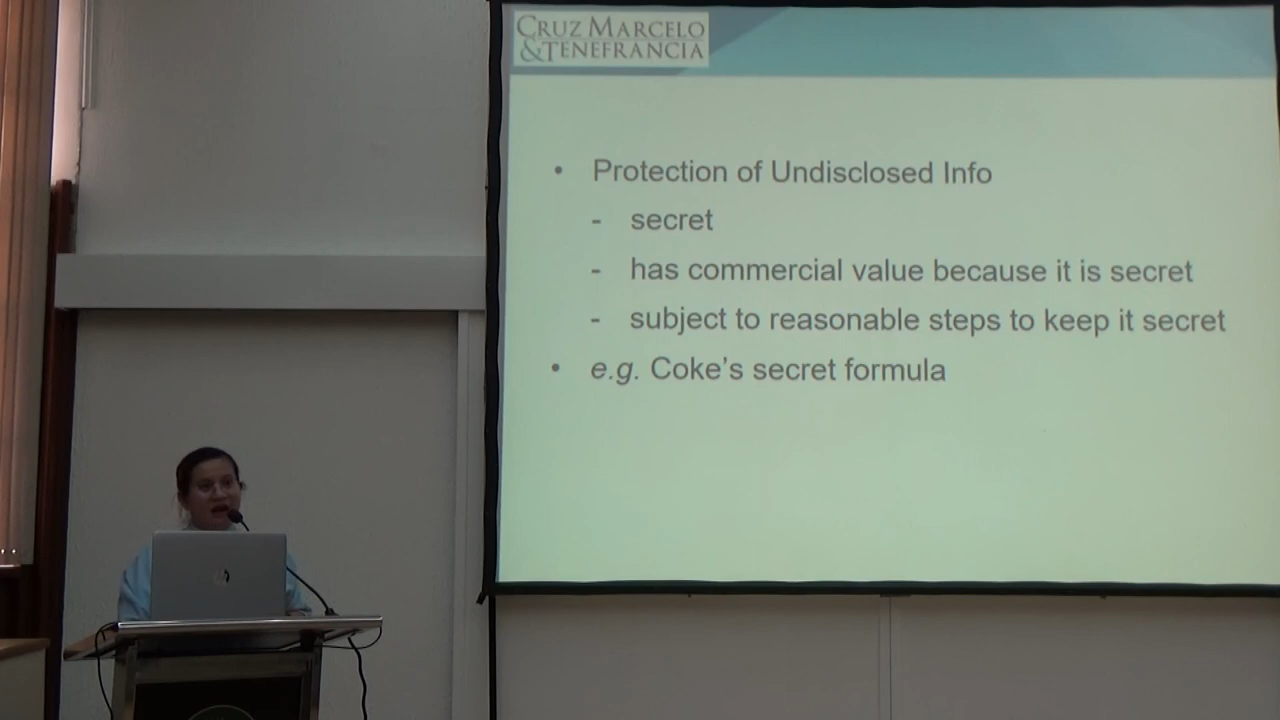 CRUZ MARCELO
& TENEFRANCIA
• Protection of Undisclosed Info
- secret
- has commercial value because it is secret
- subject to reasonable steps to keep it secret
• e.g. Coke’s secret formula